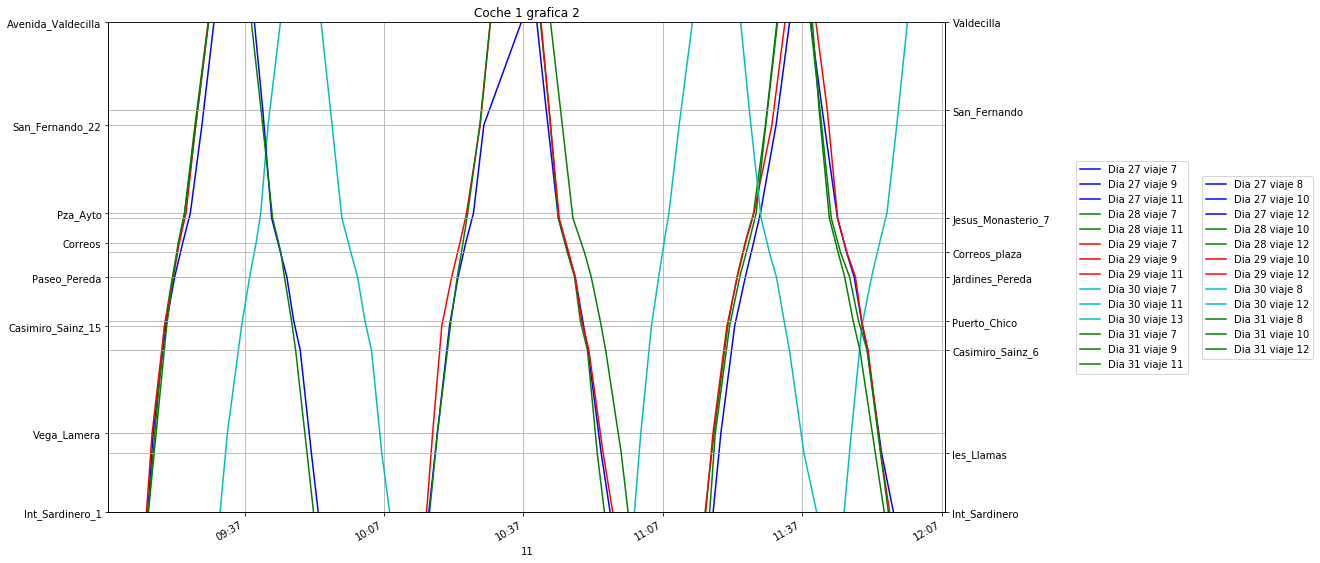 Coche 1 grafica 2
Avenida_Valdecilla
San_Fernando_22
Pza_Ayto
Correos
Paseo_Pereda
Casimiro_Sainz_15
Vega_Lamera
Int_Sardinero_1
Valdecilla
San_Fernando
Jesus_Monasterio_7
Correos_plaza
Jardines_Pereda
Puerto_Chico
Casimiro_Sainz_6
Ies_Llamas
Int_Sardinero
09:37
10:07
10:37
11:07
11:37
12:07
11
Dia 27 viaje 7
Dia 27 viaje 9
Dia 27 viaje 11
Dia 28 viaje 7
Dia 28 viaje 11
Dia 29 viaje 7
Dia 29 viaje 9
Dia 29 viaje 11
Dia 30 viaje 7
Dia 30 viaje 11
Dia 30 viaje 13
Dia 31 viaje 7
Dia 31 viaje 9
Dia 31 viaje 11
Dia 27 viaje 8
Dia 27 viaje 10
Dia 27 viaje 12
Dia 28 viaje 10
Dia 28 viaje 12
Dia 29 viaje 10
Dia 29 viaje 12
Dia 30 viaje 8
Dia 30 viaje 12
Dia 31 viaje 8
Dia 31 viaje 10
Dia 31 viaje 12